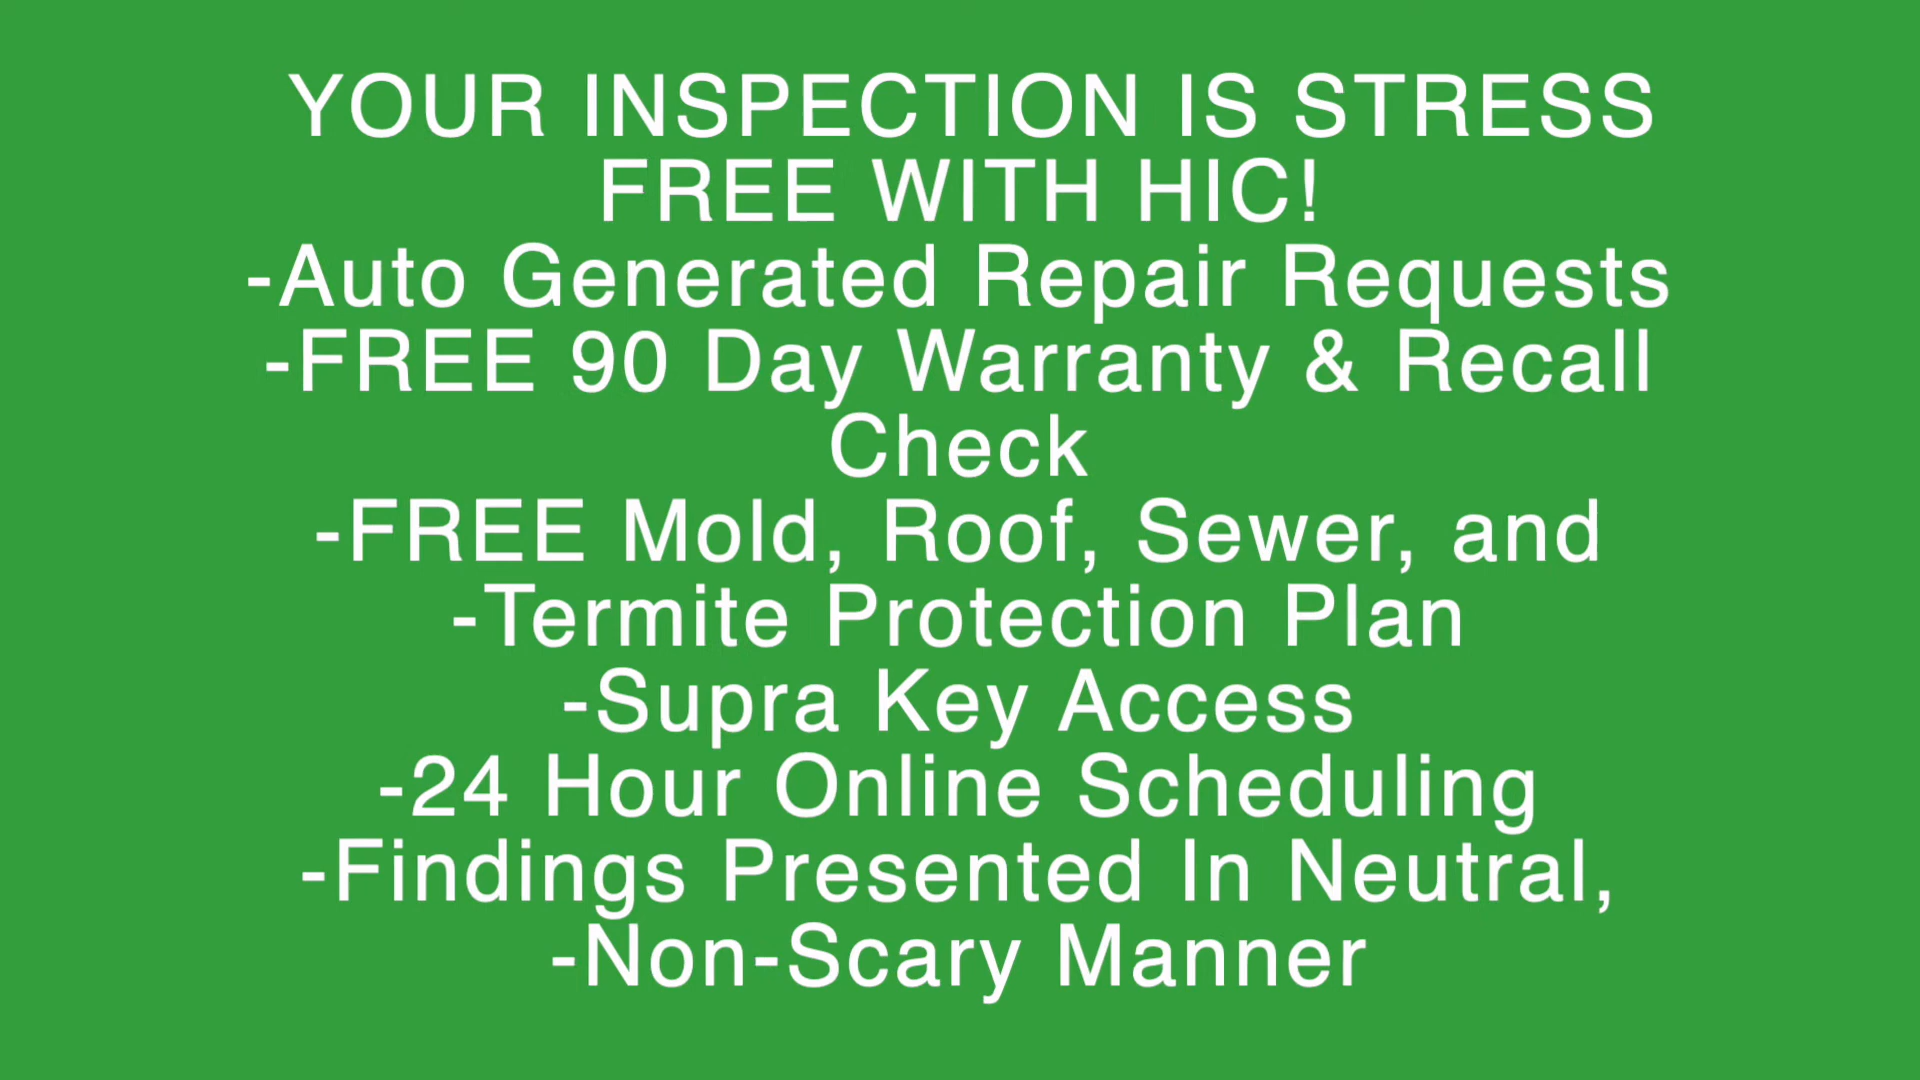 YOUR INSPECTION IS STRESS
FREE WITH HIC!
-Auto Generated Repair Requests
-FREE 90 Day Warranty & Recall
Check
-FREE Mold, Roof, Sewer, and
-Termite Protection Plan
-Supra Key Access
-24 Hour Online Scheduling
-Findings Presented In Neutral,
-Non-Scary Manner